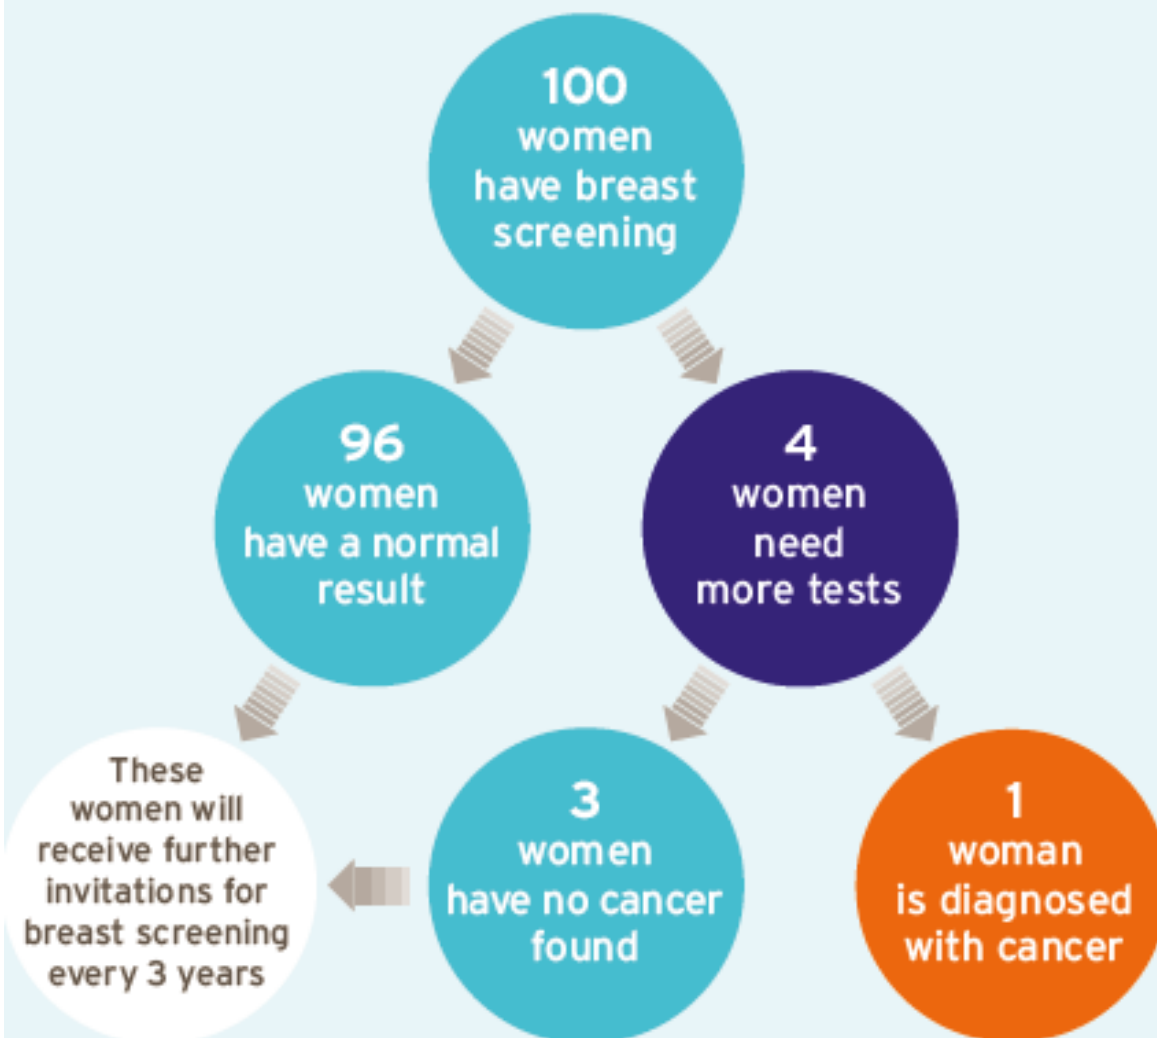 100
women
have breast
screening
96
women
have a normal
result
4
women
need
more tests
These
women will
receive further
invitations for
breast screening
every 3 years
3
women
have no cancer
found
1
woman
is diagnosed
with cancer